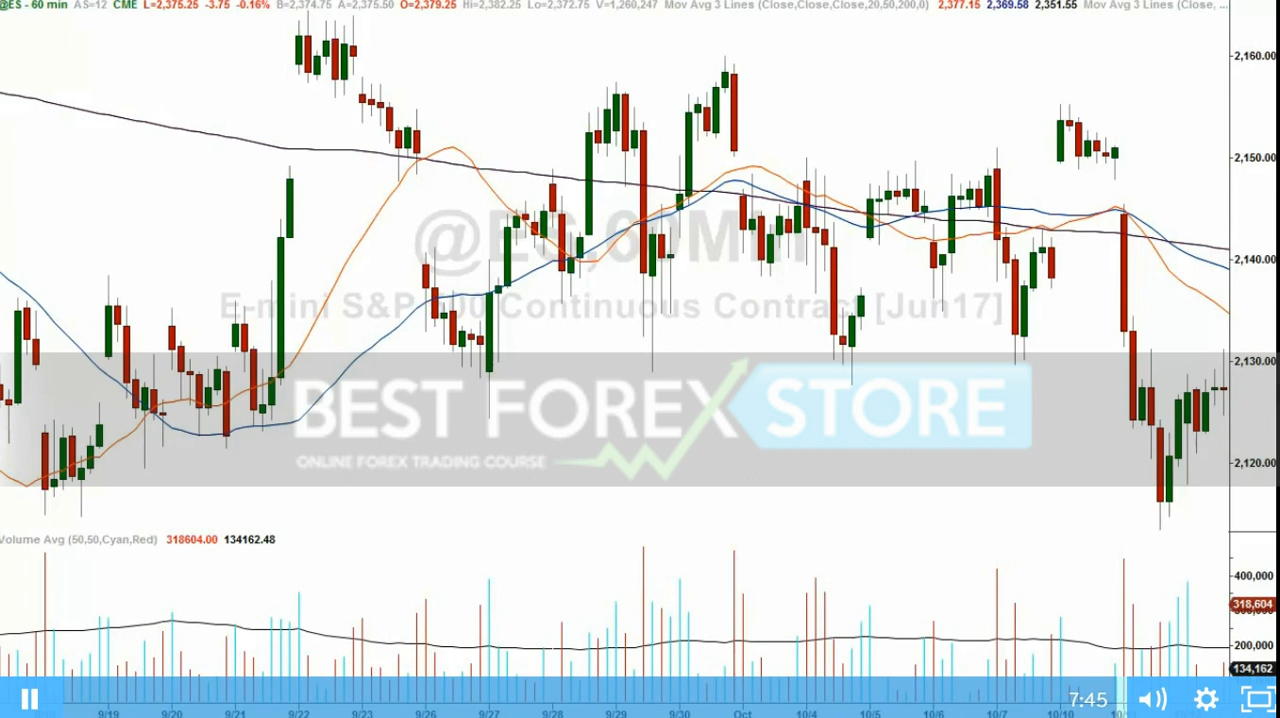 @ES - 60 min AS=12 CME L=2,375.25 -3.75 -0.16% B=2,374.75 A=2,375.50 O=2,379.25 Hi=2,382.25 Lo=2,372.75 V=1,260,247 Mov Avg 3 Lines (Close,Close,Close,20,50,200,0) 2,377.15 2,369.58 2,351.55 Mov Avg 3 Lines (Close, ...
2,160.00
2,150.00
@ES,60 MIN
2,140.00
E-mini S&P 500 Continuous Contract [Jun17]
2,130.00
BEST FOREX STORE
ONLINE FOREX TRADING COURSE
2,120.00
Volume Avg (50,50,Cyan,Red) 318604.00 134162.48
400,000
318,604
200,000
134,162
7:45
9/19 9/20 9/21 9/22 9/23 9/26 9/27 9/28 9/29 9/30 Oct 10/4 10/5 10/6 10/7 10/10